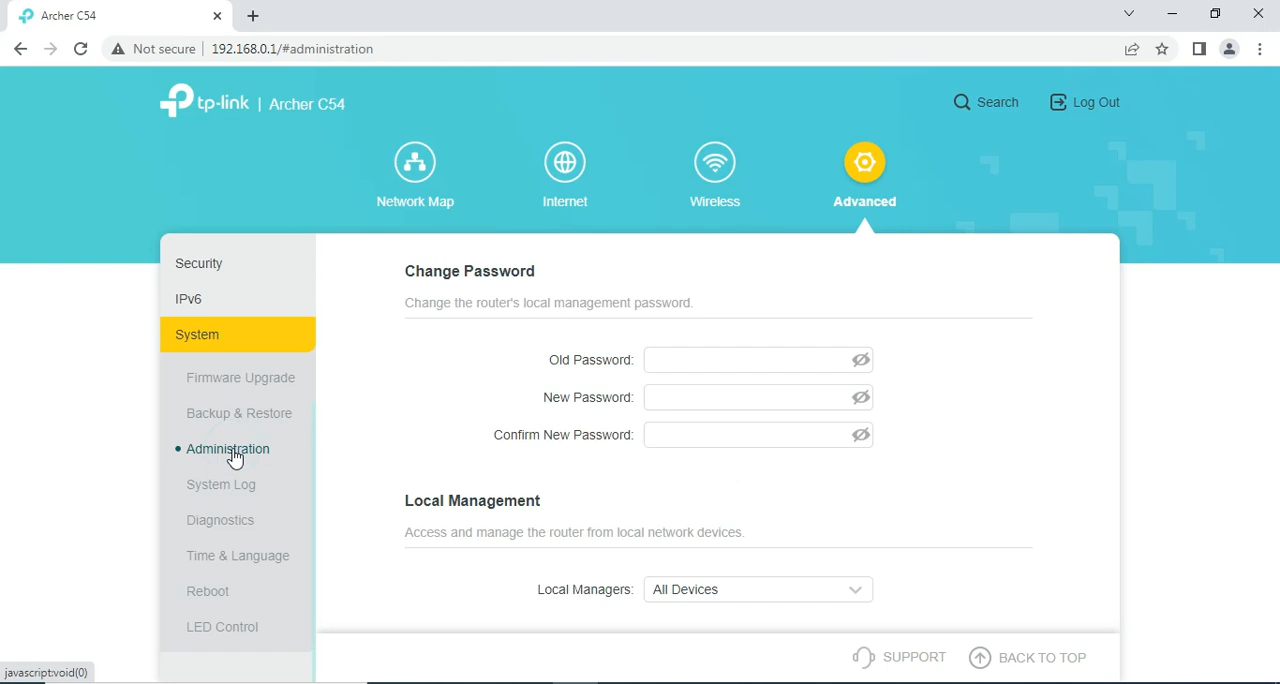 Archer C54
Not secure | 192.168.0.1/#administration
tp-link | Archer C54
Search
Log Out
Network Map
Internet
Wireless
Advanced
Security
IPv6
System
Firmware Upgrade
Backup & Restore
Administration
System Log
Diagnostics
Time & Language
Reboot
LED Control
Change Password
Change the router's local management password.
Old Password:
New Password:
Confirm New Password:
Local Management
Access and manage the router from local network devices.
Local Managers: All Devices
SUPPORT
BACK TO TOP
javascript:void(0)